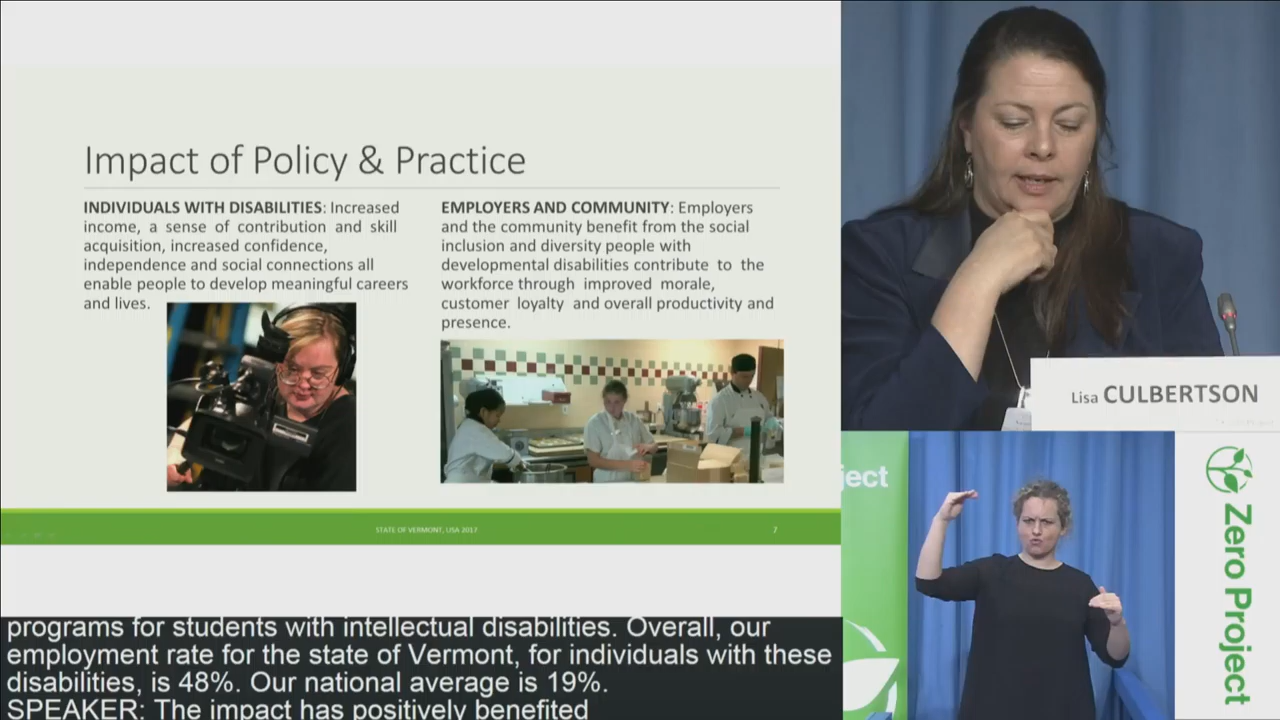 Impact of Policy & Practice
INDIVIDUALS WITH DISABILITIES: Increased
income, a sense of contribution and skill
acquisition, increased confidence,
independence and social connections all
enable people to develop meaningful careers
and lives.
EMPLOYERS AND COMMUNITY: Employers
and the community benefit from the social
inclusion and diversity people with
developmental disabilities contribute to the
workforce through improved morale,
customer loyalty and overall productivity and
presence.
STATE OF VERMONT, USA 2017
7
programs for students with intellectual disabilities. Overall, our
employment rate for the state of Vermont, for individuals with these
disabilities, is 48%. Our national average is 19%.
SPEAKER: The impact has positively benefited
Lisa CULBERTSON
ject
Zero Project